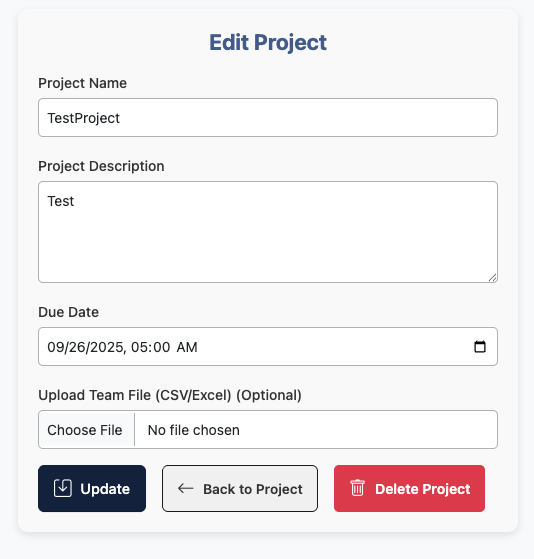 Edit Project
Project Name
TestProject
Project Description
Test
Due Date
09/26/2025, 05:00 AM
Upload Team File (CSV/Excel) (Optional)
Choose File No file chosen
Update Back to Project Delete Project